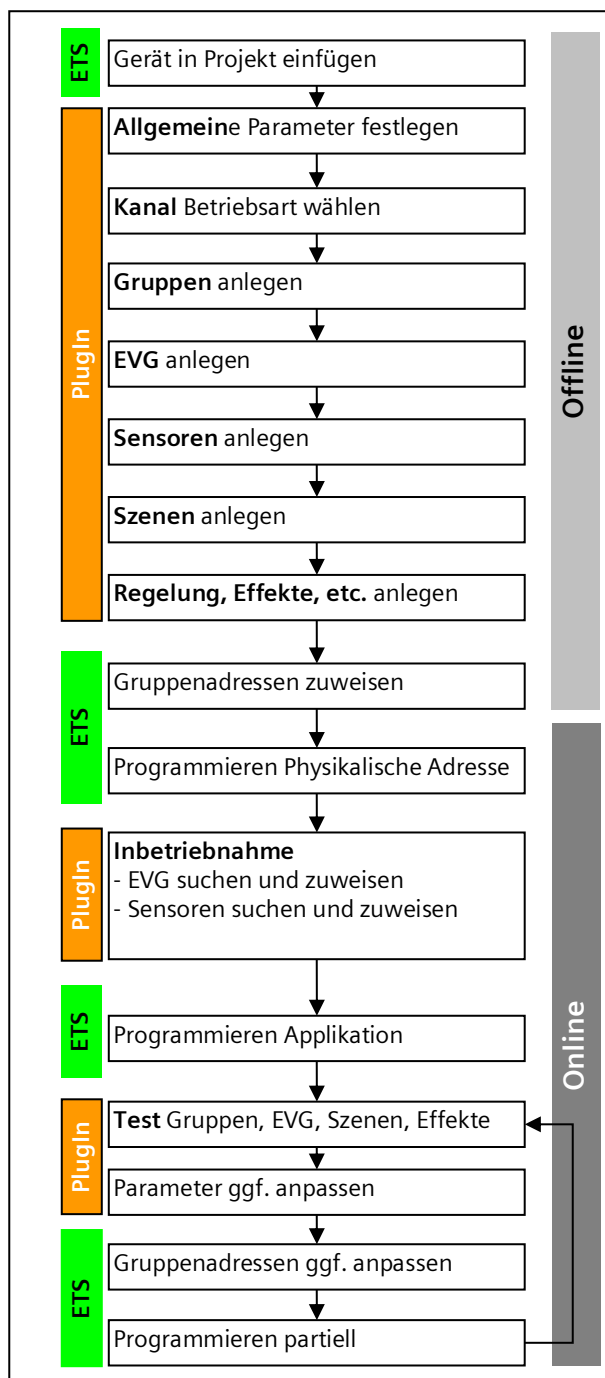 ETS
Gerät in Projekt einfügen
PlugIn
Allgemeine Parameter festlegen
Kanal Betriebsart wählen
Gruppen anlegen
EVG anlegen
Sensoren anlegen
Szenen anlegen
Regelung, Effekte, etc. anlegen
Offline
ETS
Gruppenadressen zuweisen
Programmieren Physikalische Adresse
PlugIn
Inbetriebnahme
- EVG suchen und zuweisen
- Sensoren suchen und zuweisen
ETS
Programmieren Applikation
Online
PlugIn
Test Gruppen, EVG, Szenen, Effekte
Parameter ggf. anpassen
ETS
Gruppenadressen ggf. anpassen
Programmieren partiell